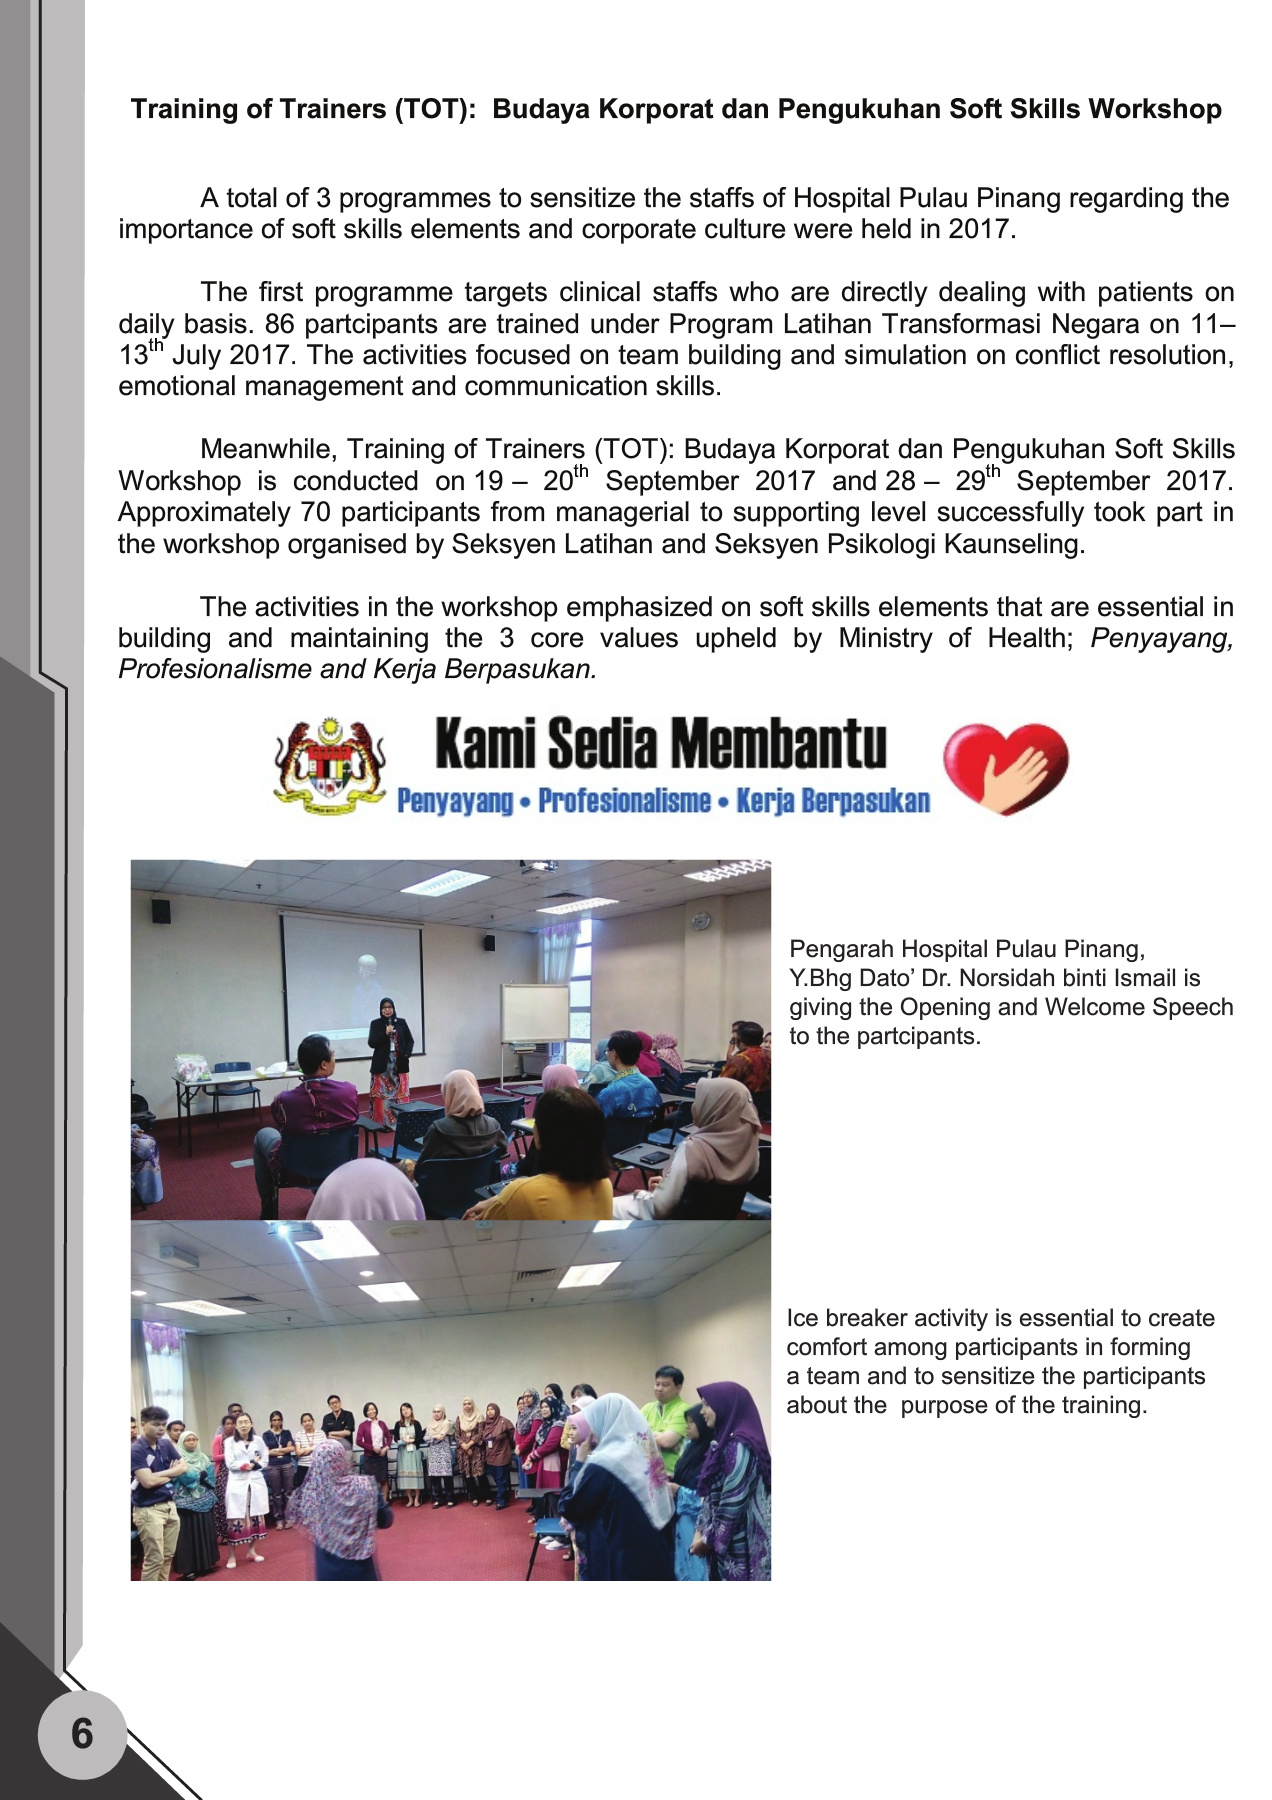 Training of Trainers (TOT):  Budaya Korporat dan Pengukuhan Soft Skills Workshop
A total of 3 programmes to sensitize the staffs of Hospital Pulau Pinang regarding the
importance of soft skills elements and corporate culture were held in 2017.
The first programme targets clinical staffs who are directly dealing with patients on
daily basis. 86 partcipants are trained under Program Latihan Transformasi Negara on 11–
13th July 2017. The activities focused on team building and simulation on conflict resolution,
emotional management and communication skills.
Meanwhile, Training of Trainers (TOT): Budaya Korporat dan Pengukuhan Soft Skills
Workshop is conducted on 19 – 20th September 2017 and 28 – 29th September 2017.
Approximately 70 participants from managerial to supporting level successfully took part in
the workshop organised by Seksyen Latihan and Seksyen Psikologi Kaunseling.
The activities in the workshop emphasized on soft skills elements that are essential in
building and maintaining the 3 core values upheld by Ministry of Health; Penyayang,
Profesionalisme and Kerja Berpasukan.
Kami Sedia Membantu
Penyayang • Profesionalisme • Kerja Berpasukan
Pengarah Hospital Pulau Pinang,
Y.Bhg Dato’ Dr. Norsidah binti Ismail is
giving the Opening and Welcome Speech
to the partcipants.
Ice breaker activity is essential to create
comfort among participants in forming
a team and to sensitize the participants
about the  purpose of the training.
6